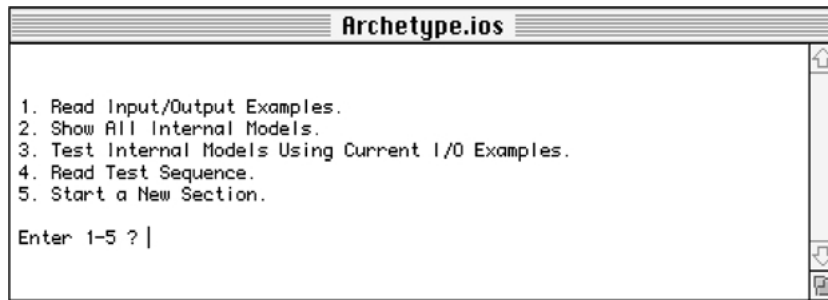 Archetype.ios
1. Read Input/Output Examples.
2. Show All Internal Models.
3. Test Internal Models Using Current I/O Examples.
4. Read Test Sequence.
5. Start a New Section.
Enter 1-5 ?